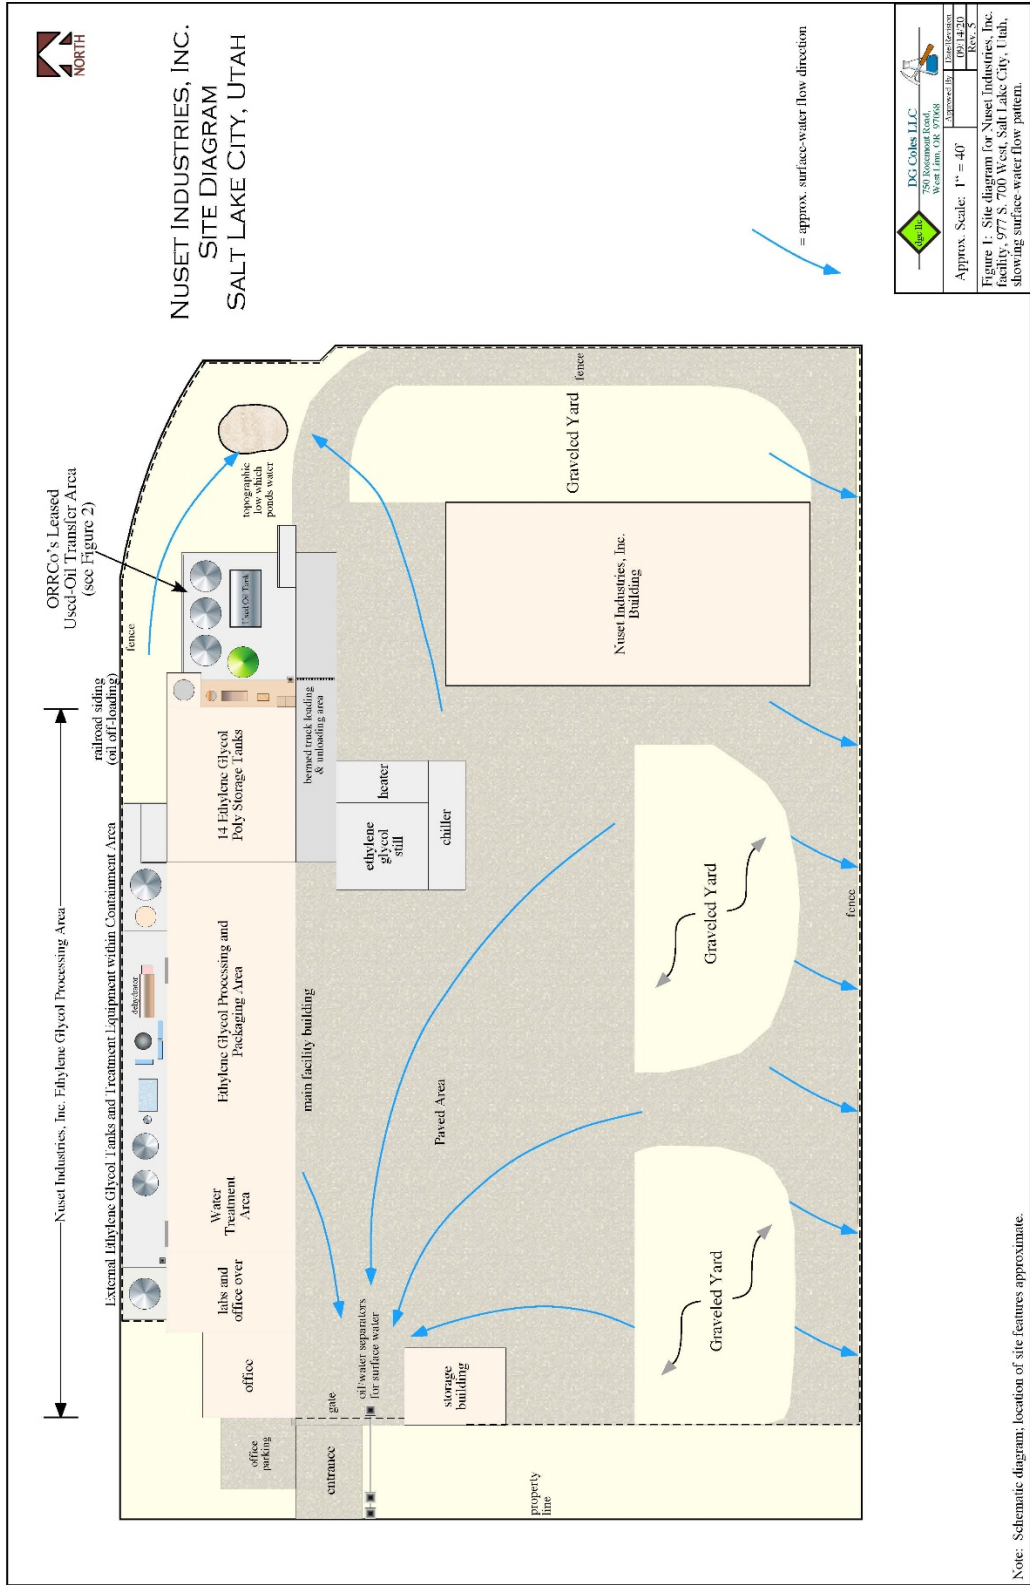 NORTH
NUSET INDUSTRIES, INC.
SITE DIAGRAM
SALT LAKE CITY, UTAH
ORRCo's Leased
Used-Oil Transfer Area
(see Figure 2)
Nuset Industries, Inc. Ethylene Glycol Processing Area
railroad siding
(oil off-loading)
fence
External Ethylene Glycol Tanks and Treatment Equipment within Containment Area
dehydrator
office
parking
office
labs and
office over
Water
Treatment
Area
Ethylene Glycol Processing and
Packaging Area
14 Ethylene Glycol
Poly Storage Tanks
Used Oil Tank
topographic
low which
ponds water
entrance
gate
main facility building
bermed truck loading
& unloading area
oil/water separators
for surface water
ethylene
glycol
still
heater
chiller
storage
building
Paved Area
property
line
Graveled Yard
Graveled Yard
Nuset Industries, Inc.
Building
Graveled Yard
fence
fence
= approx. surface-water flow direction
dgc llc
DG Coles LLC
750 Rosemont Road,
West Linn, OR 97068
Approx. Scale: 1" = 40'
Approved By
Date/Revision
09/14/20
Rev. 5
Figure 1: Site diagram for Nuset Industries, Inc.
facility, 977 S. 700 West, Salt Lake City, Utah,
showing surface-water flow pattern.
Note: Schematic diagram; location of site features approximate.